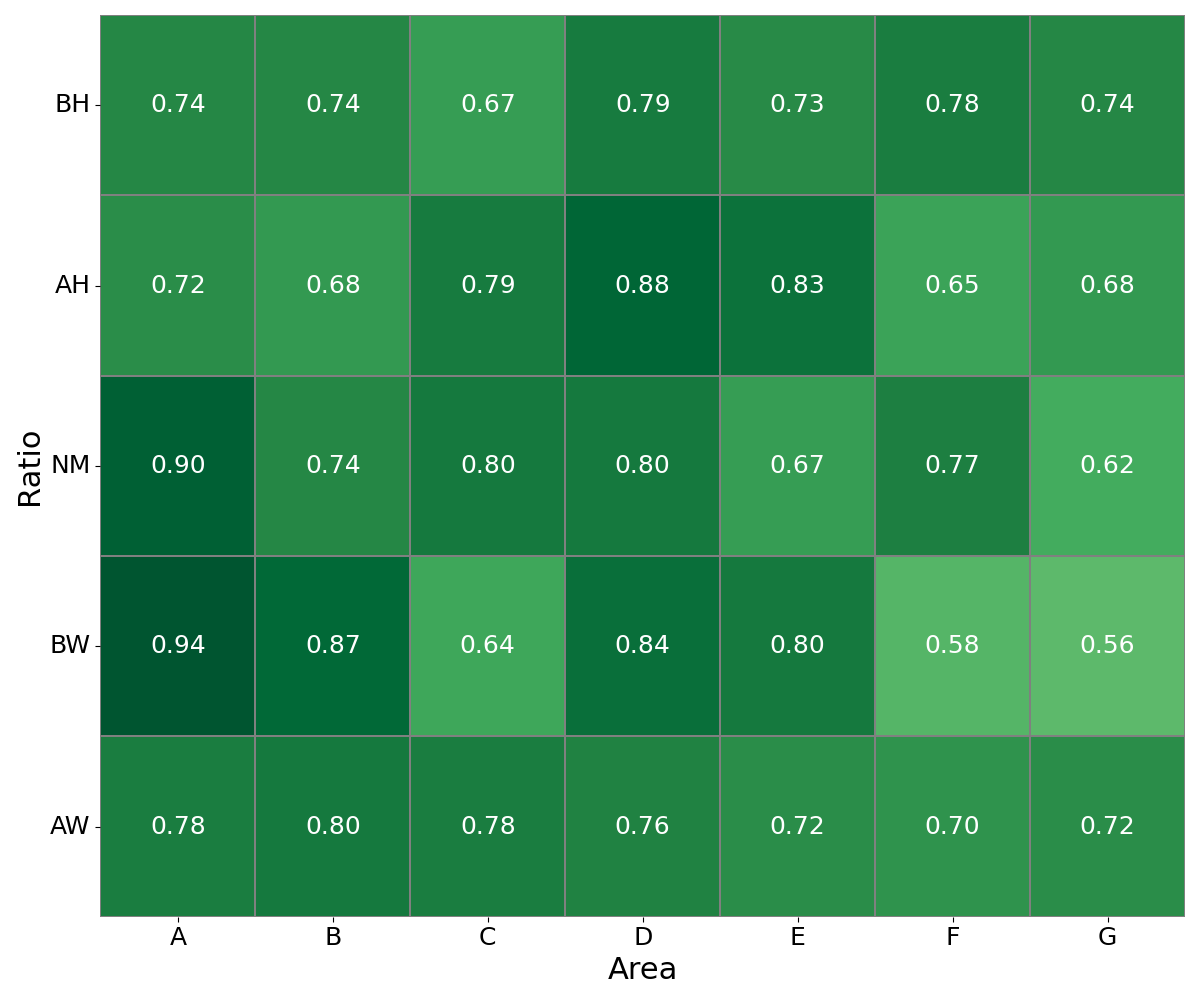 BH 0.74 0.74 0.67 0.79 0.73 0.78 0.74
AH 0.72 0.68 0.79 0.88 0.83 0.65 0.68
Ratio
NM 0.90 0.74 0.80 0.80 0.67 0.77 0.62
BW 0.94 0.87 0.64 0.84 0.80 0.58 0.56
AW 0.78 0.80 0.78 0.76 0.72 0.70 0.72
A B C D E F G
Area